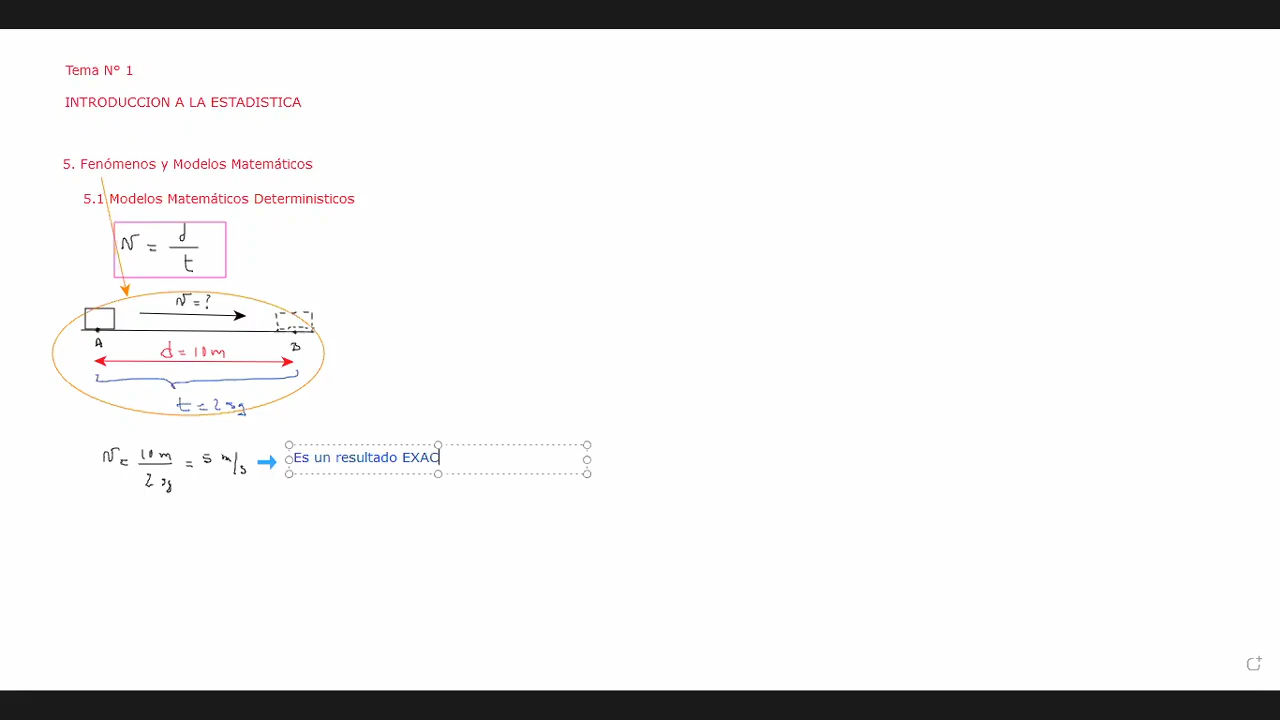 Tema N° 1
INTRODUCCION A LA ESTADISTICA
5. Fenómenos y Modelos Matemáticos
5.1 Modelos Matemáticos Deterministicos
v = d/t
v = ?
A
B
d = 10 m
t = 2 sg
v = 10 m / 2 sg = 5 m/s
Es un resultado EXAC